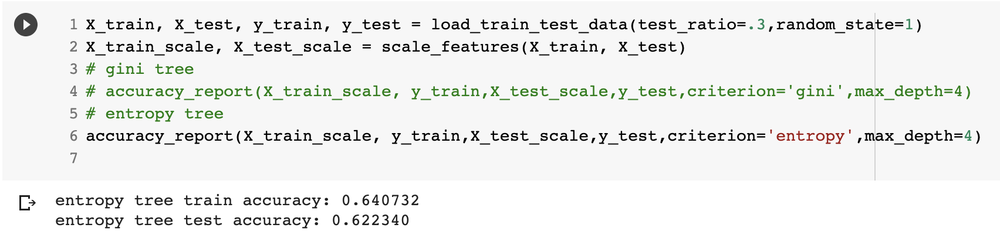 1 X_train, X_test, y_train, y_test = load_train_test_data(test_ratio=.3,random_state=1)
2 X_train_scale, X_test_scale = scale_features(X_train, X_test)
3 # gini tree
4 # accuracy_report(X_train_scale, y_train,X_test_scale,y_test,criterion='gini',max_depth=4)
5 # entropy tree
6 accuracy_report(X_train_scale, y_train,X_test_scale,y_test,criterion='entropy',max_depth=4)
7
entropy tree train accuracy: 0.640732
entropy tree test accuracy: 0.622340